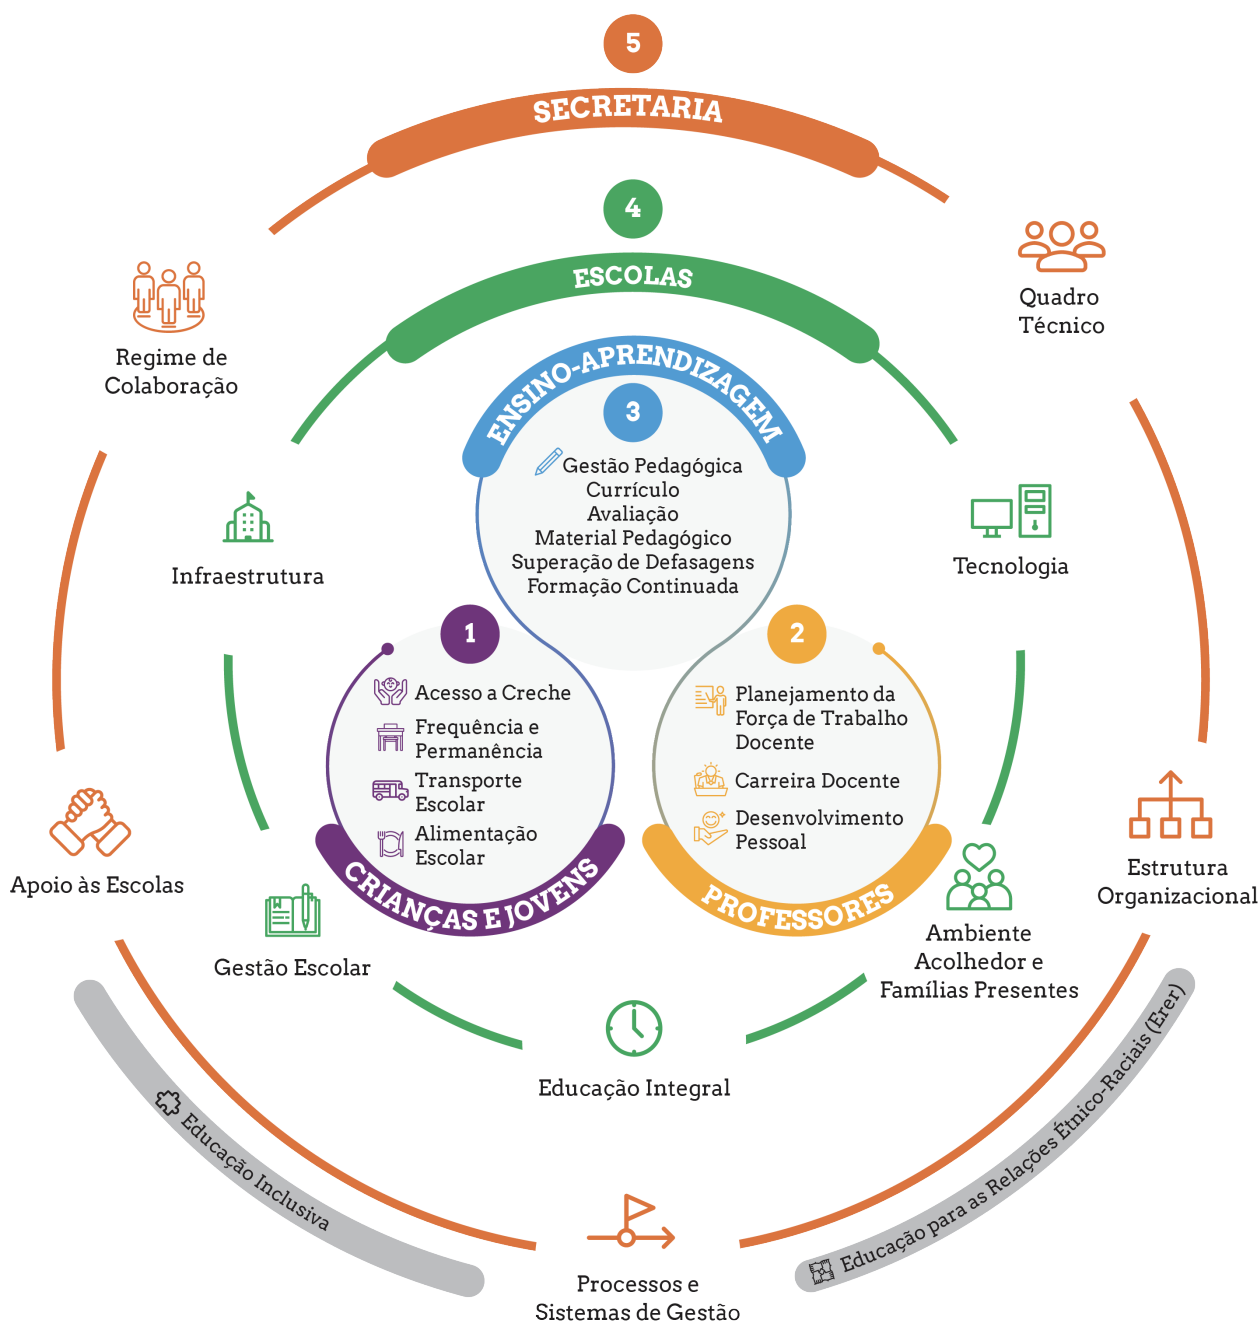 5
SECRETARIA
4
ESCOLAS
Quadro
Técnico
Regime de
Colaboração
ENSINO-APRENDIZAGEM
3
Gestão Pedagógica
Currículo
Avaliação
Material Pedagógico
Superação de Defasagens
Formação Continuada
Infraestrutura
Tecnologia
1
Acesso a Creche
Frequência e
Permanência
Transporte
Escolar
Alimentação
Escolar
CRIANÇAS E JOVENS
2
Planejamento da
Força de Trabalho
Docente
Carreira Docente
Desenvolvimento
Pessoal
PROFESSORES
Apoio às Escolas
Estrutura
Organizacional
Gestão Escolar
Ambiente
Acolhedor e
Famílias Presentes
Educação Integral
Educação Inclusiva
Educação para as Relações Étnico-Raciais (Erer)
Processos e
Sistemas de Gestão